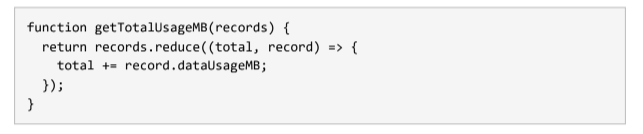 function getTotalUsageMB(records) {
  return records.reduce((total, record) => {
    total += record.dataUsageMB;
  });
}